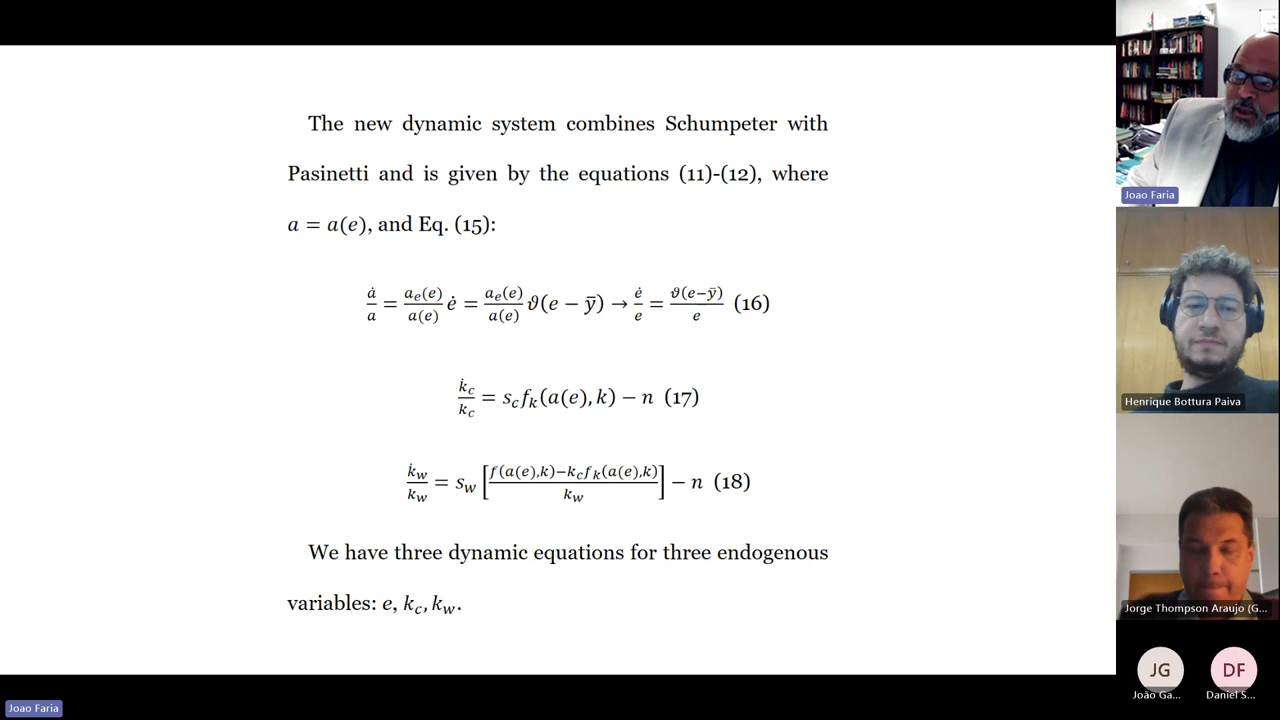 The new dynamic system combines Schumpeter with
Pasinetti and is given by the equations (11)-(12), where
a = a(e), and Eq. (15):
ȧ/a = a_e(e)/a(e) ė = a_e(e)/a(e) ϑ(e − ȳ) → ė/e = ϑ(e−ȳ)/e (16)
k̇_c/k_c = s_c f_k(a(e), k) − n (17)
k̇_w/k_w = s_w [f(a(e),k)−k_c f_k(a(e),k)/k_w] − n (18)
We have three dynamic equations for three endogenous
variables: e, k_c, k_w.
Joao Faria
Joao Faria
Henrique Bottura Paiva
Jorge Thompson Araujo (G...
JG
DF
João Ga...
Daniel S...